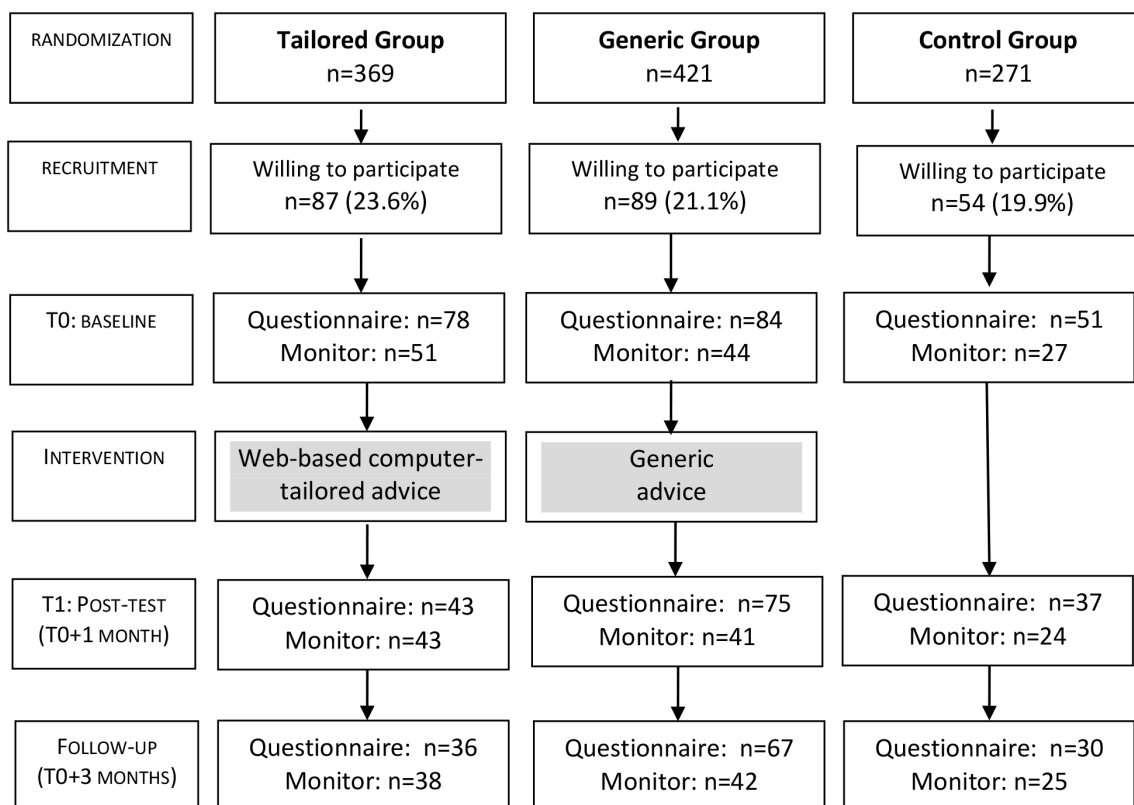 RANDOMIZATION
Tailored Group
n=369
Generic Group
n=421
Control Group
n=271
RECRUITMENT
Willing to participate
n=87 (23.6%)
Willing to participate
n=89 (21.1%)
Willing to participate
n=54 (19.9%)
T0: BASELINE
Questionnaire: n=78
Monitor: n=51
Questionnaire: n=84
Monitor: n=44
Questionnaire: n=51
Monitor: n=27
INTERVENTION
Web-based computer-
tailored advice
Generic
advice
T1: POST-TEST
(T0+1 MONTH)
Questionnaire: n=43
Monitor: n=43
Questionnaire: n=75
Monitor: n=41
Questionnaire: n=37
Monitor: n=24
FOLLOW-UP
(T0+3 MONTHS)
Questionnaire: n=36
Monitor: n=38
Questionnaire: n=67
Monitor: n=42
Questionnaire: n=30
Monitor: n=25